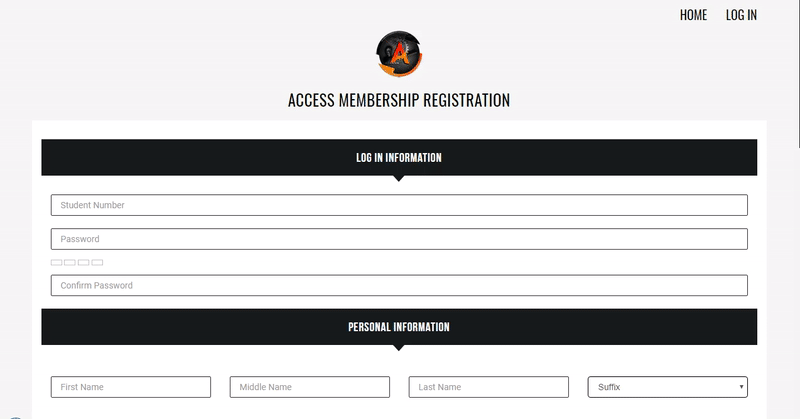 HOME LOG IN
A
ACCESS MEMBERSHIP REGISTRATION
LOG IN INFORMATION
Student Number
Password
Confirm Password
PERSONAL INFORMATION
First Name Middle Name Last Name Suffix